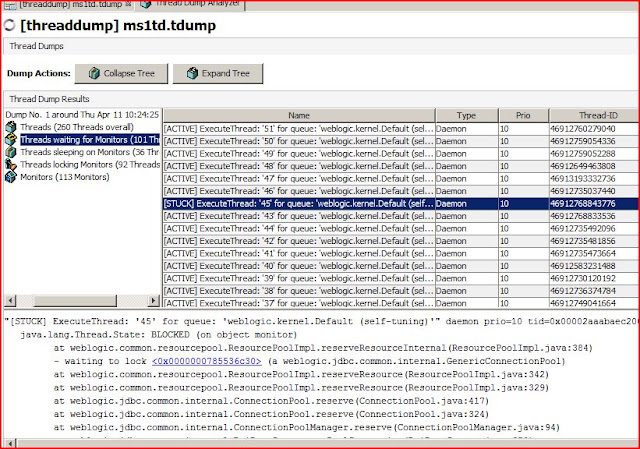 [threaddump] ms1td.tdump
Thread Dump Analyzer
[threaddump] ms1td.tdump
Thread Dumps
Dump Actions: Collapse Tree Expand Tree
Thread Dump Results
Dump No. 1 around Thu Apr 11 10:24:25
Threads (260 Threads overall)
Threads waiting for Monitors (101 Th
Threads sleeping on Monitors (36 Thr
Threads locking Monitors (92 Threads
Monitors (113 Monitors)
Name Type Prio Thread-ID
[ACTIVE] ExecuteThread: '51' for queue: 'weblogic.kernel.Default (sel... Daemon 10 46912760279040
[ACTIVE] ExecuteThread: '50' for queue: 'weblogic.kernel.Default (sel... Daemon 10 46912759054336
[ACTIVE] ExecuteThread: '49' for queue: 'weblogic.kernel.Default (sel... Daemon 10 46912759052288
[ACTIVE] ExecuteThread: '48' for queue: 'weblogic.kernel.Default (sel... Daemon 10 46912649463808
[ACTIVE] ExecuteThread: '47' for queue: 'weblogic.kernel.Default (sel... Daemon 10 46913193332736
[ACTIVE] ExecuteThread: '46' for queue: 'weblogic.kernel.Default (sel... Daemon 10 46912735037440
[STUCK] ExecuteThread: '45' for queue: 'weblogic.kernel.Default (self... Daemon 10 46912768843776
[ACTIVE] ExecuteThread: '43' for queue: 'weblogic.kernel.Default (sel... Daemon 10 46912768833536
[ACTIVE] ExecuteThread: '44' for queue: 'weblogic.kernel.Default (sel... Daemon 10 46912735492096
[ACTIVE] ExecuteThread: '42' for queue: 'weblogic.kernel.Default (sel... Daemon 10 46912735481856
[ACTIVE] ExecuteThread: '41' for queue: 'weblogic.kernel.Default (sel... Daemon 10 46912735473664
[ACTIVE] ExecuteThread: '40' for queue: 'weblogic.kernel.Default (sel... Daemon 10 46912583231488
[ACTIVE] ExecuteThread: '39' for queue: 'weblogic.kernel.Default (sel... Daemon 10 46912730120192
[ACTIVE] ExecuteThread: '38' for queue: 'weblogic.kernel.Default (sel... Daemon 10 46912736374784
[ACTIVE] ExecuteThread: '37' for queue: 'weblogic.kernel.Default (sel... Daemon 10 46912749041664
"[STUCK] ExecuteThread: '45' for queue: 'weblogic.kernel.Default (self-tuning)'" daemon prio=10 tid=0x00002aaabaec20
java.lang.Thread.State: BLOCKED (on object monitor)
at weblogic.common.resourcepool.ResourcePoolImpl.reserveResourceInternal(ResourcePoolImpl.java:384)
- waiting to lock <0x0000000785536c30> (a weblogic.jdbc.common.internal.GenericConnectionPool)
at weblogic.common.resourcepool.ResourcePoolImpl.reserveResource(ResourcePoolImpl.java:342)
at weblogic.common.resourcepool.ResourcePoolImpl.reserveResource(ResourcePoolImpl.java:329)
at weblogic.jdbc.common.internal.ConnectionPool.reserve(ConnectionPool.java:417)
at weblogic.jdbc.common.internal.ConnectionPool.reserve(ConnectionPool.java:324)
at weblogic.jdbc.common.internal.ConnectionPoolManager.reserve(ConnectionPoolManager.java:94)